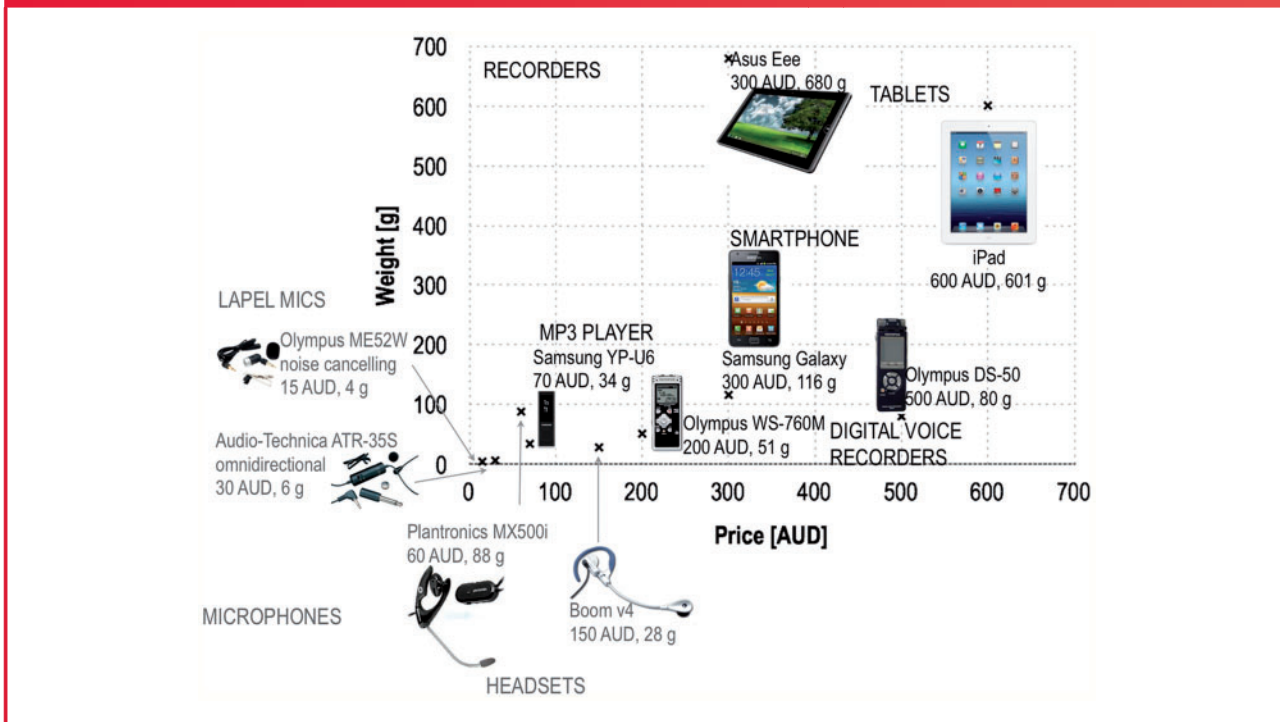 700
600
500
400
300
200
100
0
Weight [g]
RECORDERS
Asus Eee
300 AUD, 680 g
TABLETS
iPad
600 AUD, 601 g
SMARTPHONE
12:45
Samsung Galaxy
300 AUD, 116 g
MP3 PLAYER
Samsung YP-U6
70 AUD, 34 g
Olympus DS-50
500 AUD, 80 g
Olympus WS-760M
200 AUD, 51 g
DIGITAL VOICE
RECORDERS
LAPEL MICS
Olympus ME52W
noise cancelling
15 AUD, 4 g
Audio-Technica ATR-35S
omnidirectional
30 AUD, 6 g
0 100 200 300 400 500 600 700
Price [AUD]
Plantronics MX500i
60 AUD, 88 g
Boom v4
150 AUD, 28 g
MICROPHONES
HEADSETS